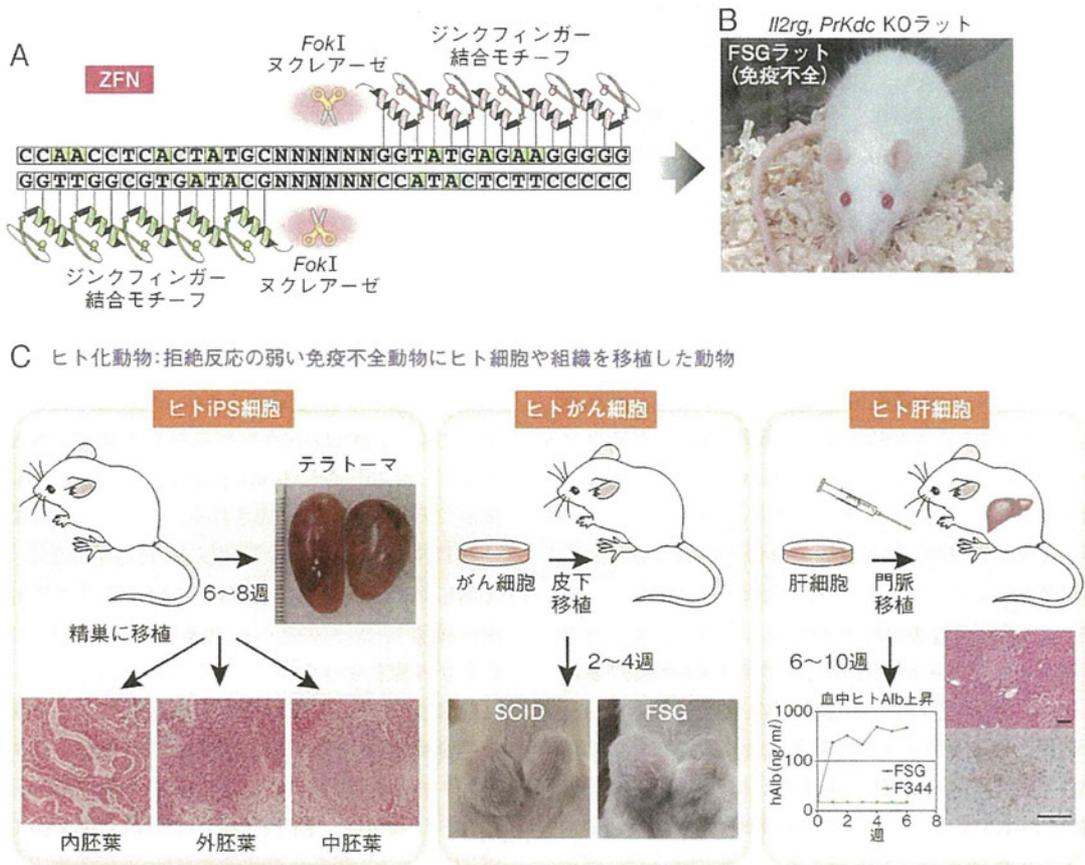 A
ZFN
FokI
ヌクレアーゼ
ジンクフィンガー
結合モチーフ
CCAACCTCACTATGCNNNNNNGGTATGAGAAGGGGG
GGTTGGCGTGATACGNNNNNNCCATACTCTTCCCCC
ジンクフィンガー
結合モチーフ
FokI
ヌクレアーゼ
B
Il2rg, PrKdc KOラット
FSGラット
(免疫不全)
C ヒト化動物:拒絶反応の弱い免疫不全動物にヒト細胞や組織を移植した動物
ヒトiPS細胞
テラトーマ
6〜8週
精巣に移植
内胚葉
外胚葉
中胚葉
ヒトがん細胞
がん細胞
皮下
移植
2〜4週
SCID
FSG
ヒト肝細胞
肝細胞
門脈
移植
6〜10週
血中ヒトAlb上昇
hAlb(ng/ml)
1000
100
0
FSG
F344
0 2 4 6 8
週